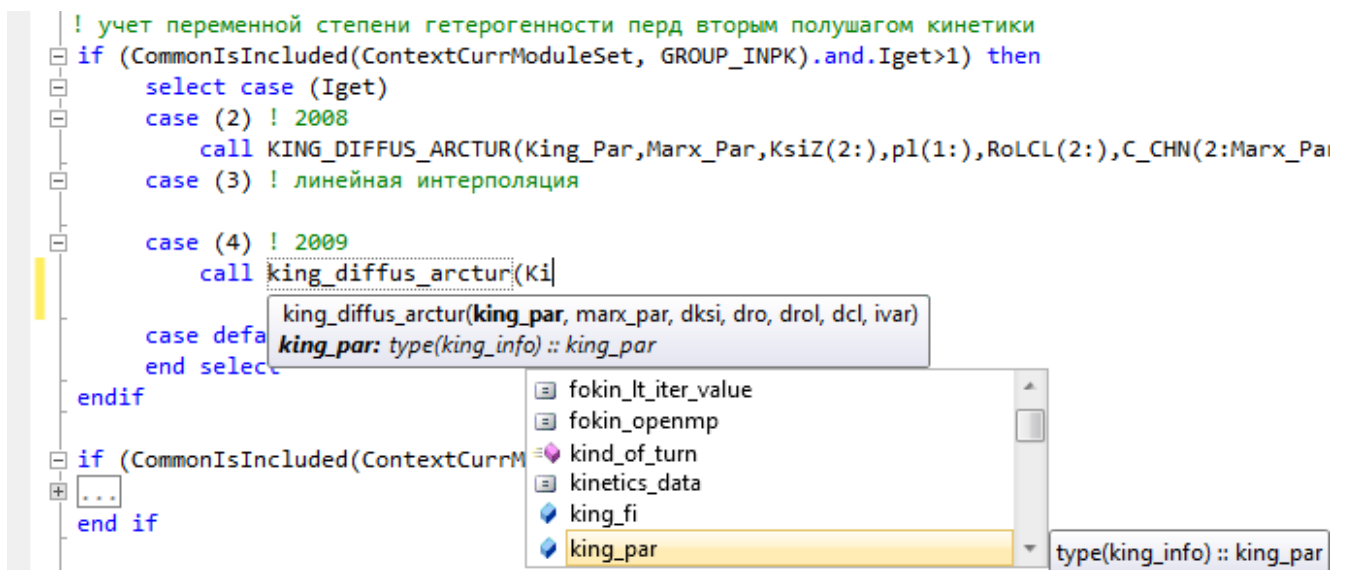 ! учет переменной степени гетерогенности перд вторым полушагом кинетики
if (CommonIsIncluded(ContextCurrModuleSet, GROUP_INPK).and.Iget>1) then
select case (Iget)
case (2) ! 2008
call KING_DIFFUS_ARCTUR(King_Par,Marx_Par,KsiZ(2:),pl(1:),RoLCL(2:),C_CHN(2:Marx_Pa
case (3) ! линейная интерполяция
case (4) ! 2009
call king_diffus_arctur(Ki
king_diffus_arctur(king_par, marx_par, dksi, dro, drol, dcl, ivar)
king_par: type(king_info) :: king_par
case defa
end select
endif
if (CommonIsIncluded(ContextCurrM
...
end if
fokin_lt_iter_value
fokin_openmp
kind_of_turn
kinetics_data
king_fi
king_par
type(king_info) :: king_par